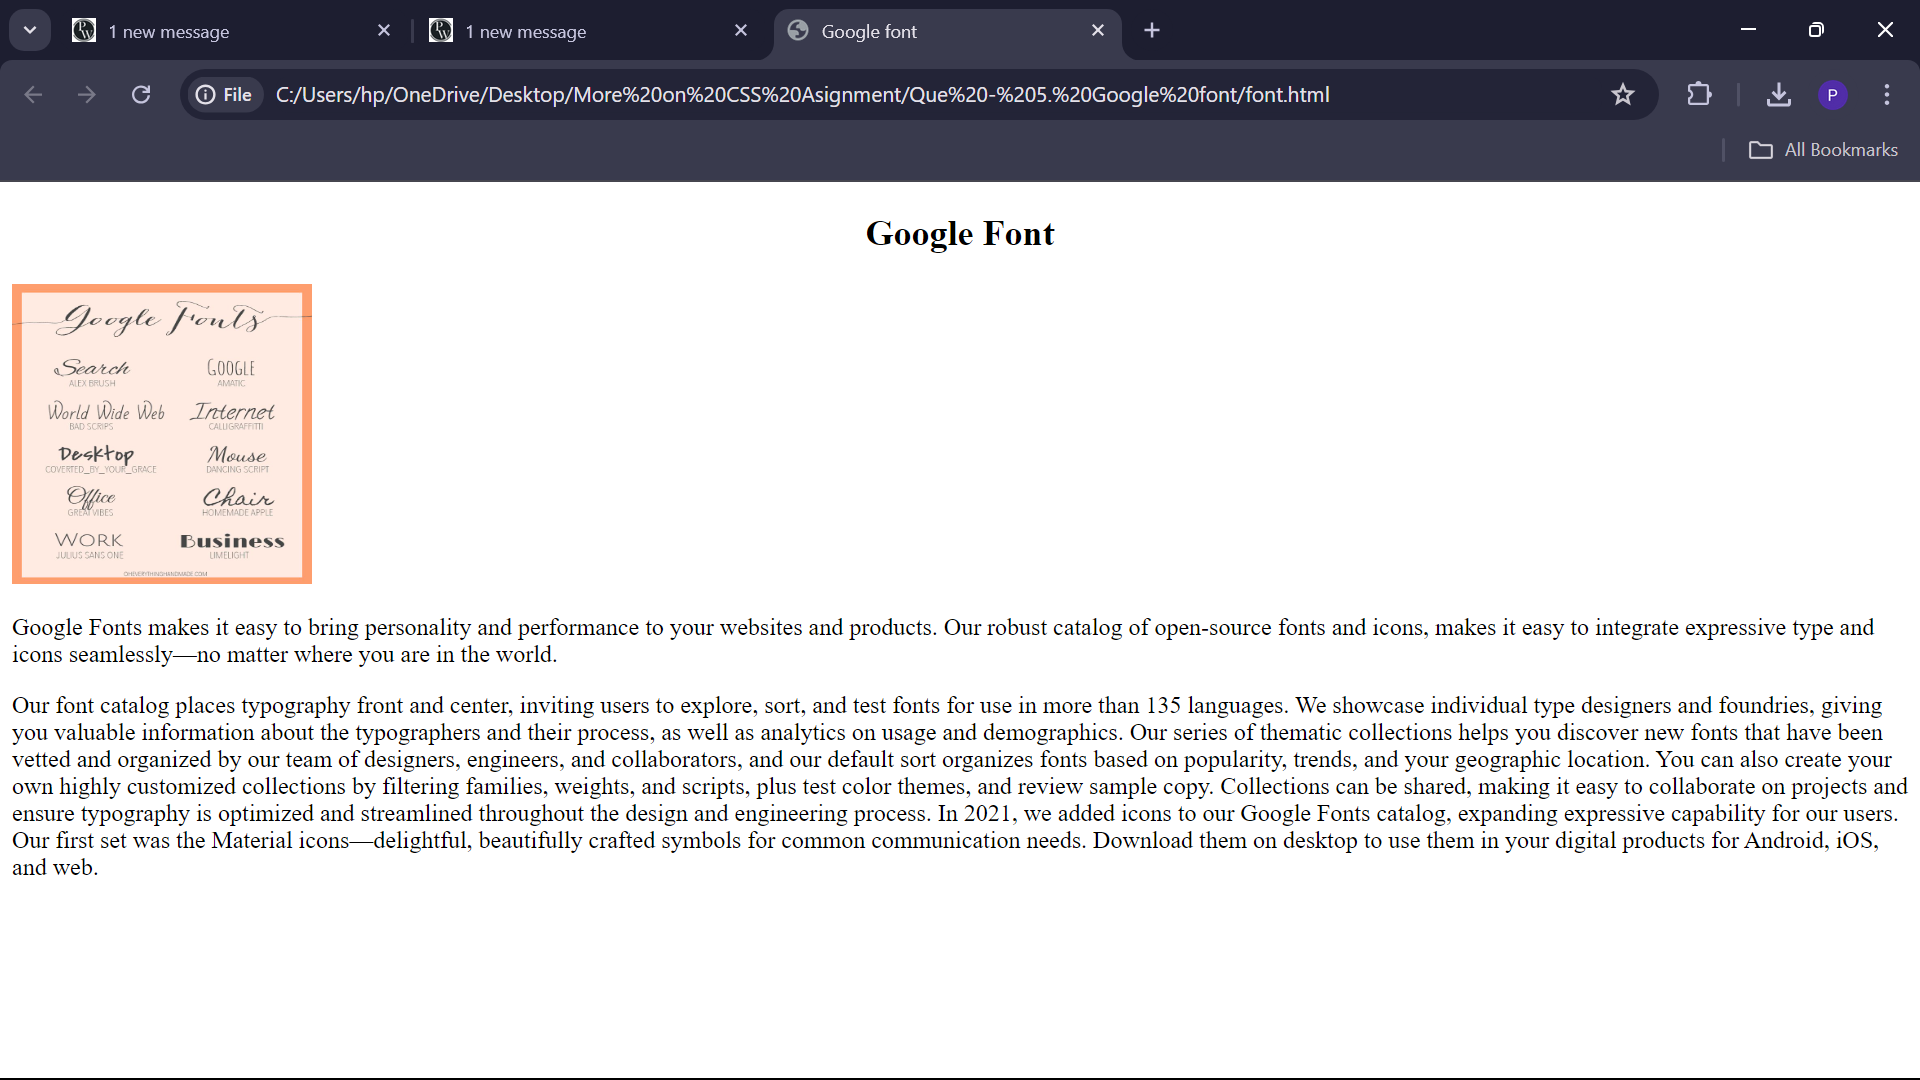 1 new message
1 new message
Google font
File
C:/Users/hp/OneDrive/Desktop/More%20on%20CSS%20Asignment/Que%20-%205.%20Google%20font/font.html
P
All Bookmarks
Google Font
Google Fonts
Search
ALEX BRUSH
GOOGLE
AMATIC
World Wide Web
BAD SCRIPS
Internet
CALLIGRAFFITTI
Desktop
COVERTED_BY_YOUR_GRACE
Mouse
DANCING SCRIPT
Office
GREAT VIBES
Chair
HOMEMADE APPLE
WORK
JULIUS SANS ONE
Business
LIMELIGHT
OHEVERYTHINGHANDMADE.COM
Google Fonts makes it easy to bring personality and performance to your websites and products. Our robust catalog of open-source fonts and icons, makes it easy to integrate expressive type and
icons seamlessly—no matter where you are in the world.
Our font catalog places typography front and center, inviting users to explore, sort, and test fonts for use in more than 135 languages. We showcase individual type designers and foundries, giving
you valuable information about the typographers and their process, as well as analytics on usage and demographics. Our series of thematic collections helps you discover new fonts that have been
vetted and organized by our team of designers, engineers, and collaborators, and our default sort organizes fonts based on popularity, trends, and your geographic location. You can also create your
own highly customized collections by filtering families, weights, and scripts, plus test color themes, and review sample copy. Collections can be shared, making it easy to collaborate on projects and
ensure typography is optimized and streamlined throughout the design and engineering process. In 2021, we added icons to our Google Fonts catalog, expanding expressive capability for our users.
Our first set was the Material icons—delightful, beautifully crafted symbols for common communication needs. Download them on desktop to use them in your digital products for Android, iOS,
and web.